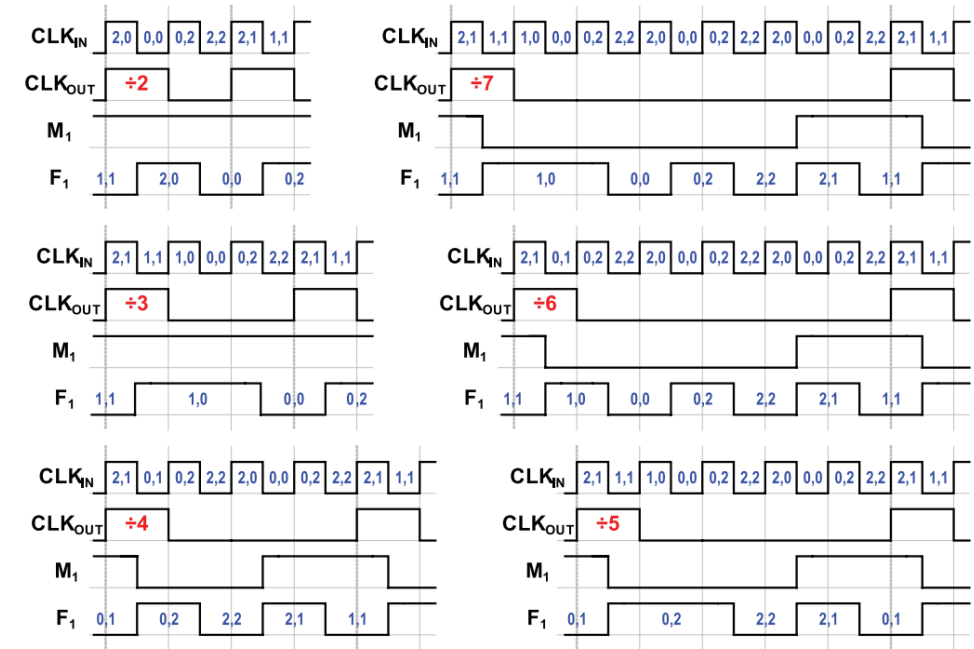 CLKIN 2,0 0,0 0,2 2,2 2,1 1,1
CLKOUT ÷2
M1
F1 1,1 2,0 0,0 0,2
CLKIN 2,1 1,1 1,0 0,0 0,2 2,2 2,0 0,0 0,2 2,2 2,0 0,0 0,2 2,2 2,1 1,1
CLKOUT ÷7
M1
F1 1,1 1,0 0,0 0,2 2,2 2,1 1,1
CLKIN 2,1 1,1 1,0 0,0 0,2 2,2 2,1 1,1
CLKOUT ÷3
M1
F1 1,1 1,0 0,0 0,2
CLKIN 2,1 0,1 0,2 2,2 2,0 0,0 0,2 2,2 2,0 0,0 0,2 2,2 2,1 1,1
CLKOUT ÷6
M1
F1 1,1 1,0 0,0 0,2 2,2 2,1 1,1
CLKIN 2,1 0,1 0,2 2,2 2,0 0,0 0,2 2,2 2,1 1,1
CLKOUT ÷4
M1
F1 0,1 0,2 2,2 2,1 1,1
CLKIN 2,1 1,1 1,0 0,0 0,2 2,2 2,0 0,0 0,2 2,2 2,1 1,1
CLKOUT ÷5
M1
F1 0,1 0,2 2,2 2,1 0,1